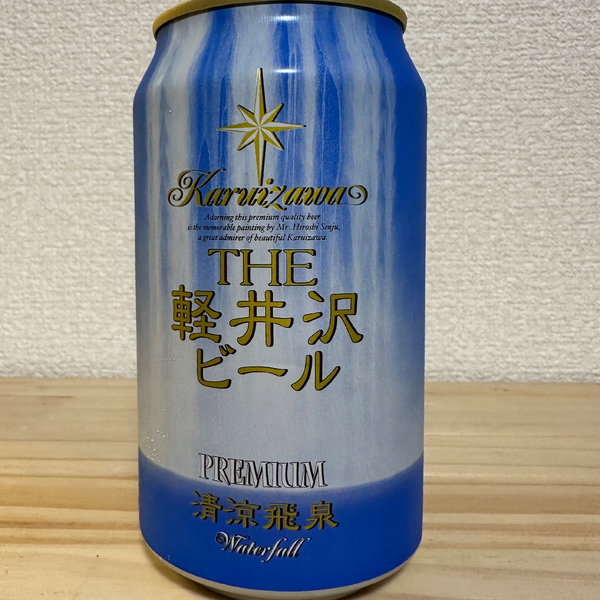 Karuizawa
Adorning this premium quality beer
is the memorable painting by Mr. Hiroshi Senju,
a great admirer of beautiful Karuizawa.
THE
軽井沢
ビール
PREMIUM
清涼飛泉
Waterfall